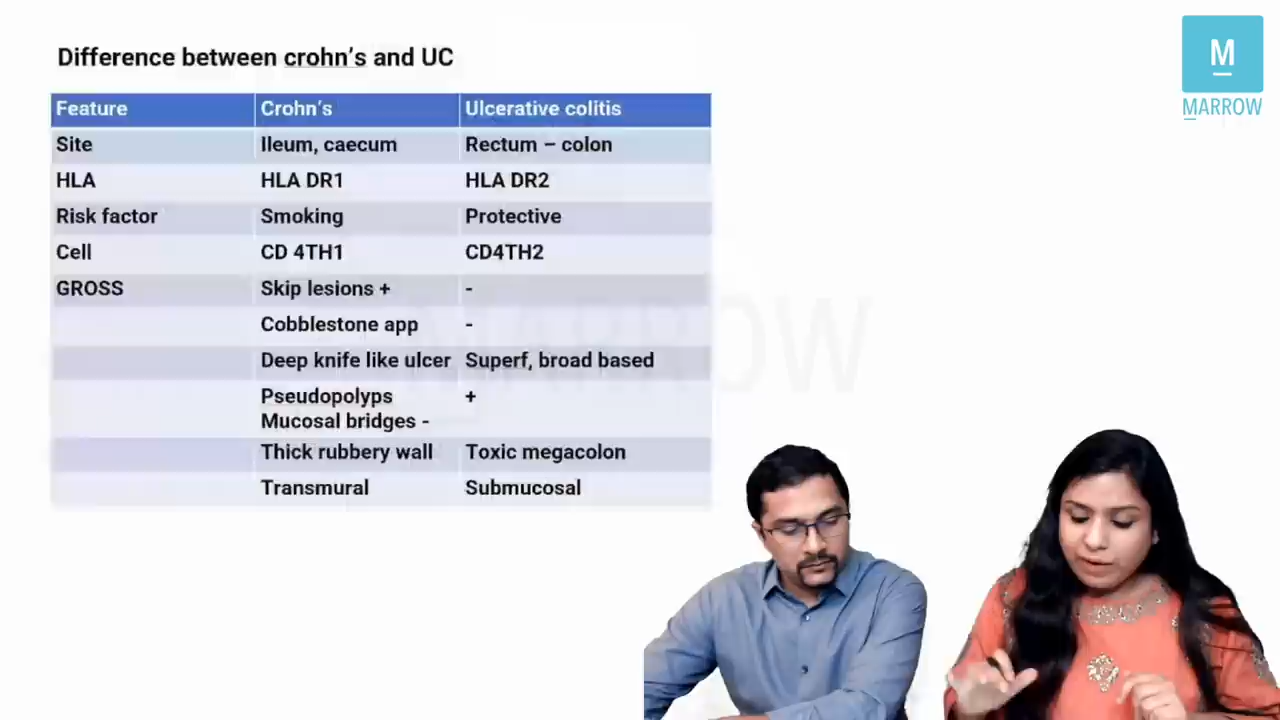 Difference between crohn's and UC
M
MARROW
Feature Crohn's Ulcerative colitis
Site Ileum, caecum Rectum – colon
HLA HLA DR1 HLA DR2
Risk factor Smoking Protective
Cell CD 4TH1 CD4TH2
GROSS Skip lesions + -
Cobblestone app -
Deep knife like ulcer Superf, broad based
Pseudopolyps +
Mucosal bridges -
Thick rubbery wall Toxic megacolon
Transmural Submucosal
MARROW